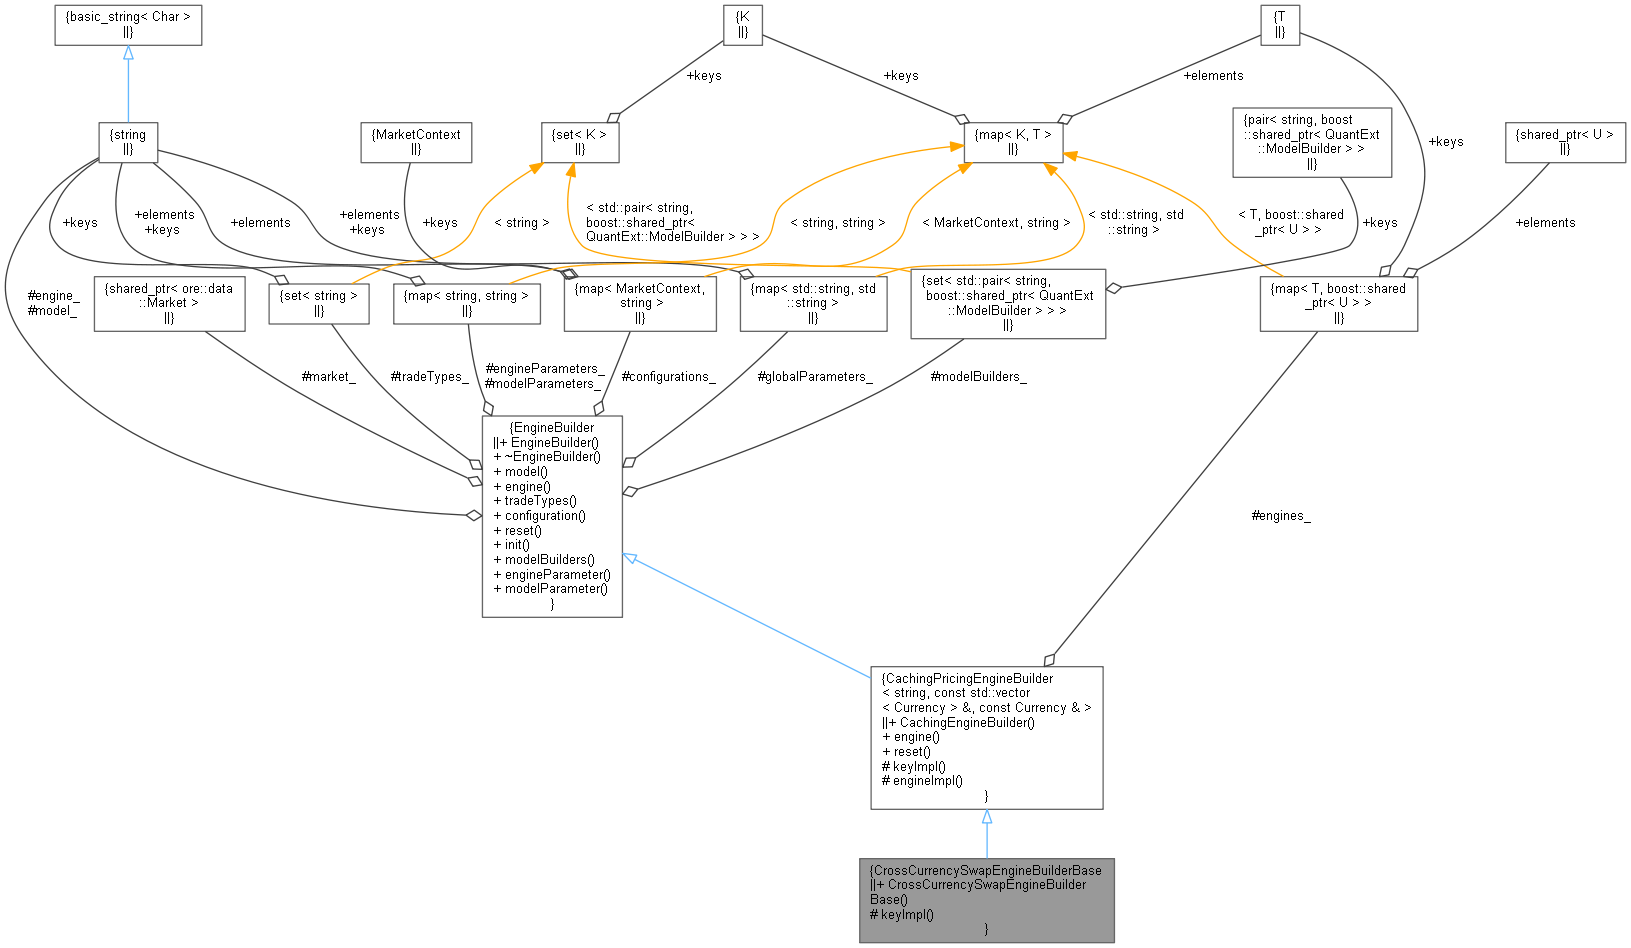 {basic_string< Char >
||}
{K
||}
{T
||}
+keys
+keys
+elements
{string
||}
{MarketContext
||}
{set< K >
||}
{map< K, T >
||}
{pair< string, boost
::shared_ptr< QuantExt
::ModelBuilder > >
||}
+keys
{shared_ptr< U >
||}
+keys
+elements
+keys
+elements
+elements
+keys
+keys
< string >
< std::pair< string,
boost::shared_ptr<
QuantExt::ModelBuilder > > >
< string, string >
< MarketContext, string >
< std::string, std
::string >
< T, boost::shared
_ptr< U > >
+keys
+elements
#engine_
#model_
{shared_ptr< ore::data
::Market >
||}
{set< string >
||}
{map< string, string >
||}
{map< MarketContext,
string >
||}
{map< std::string, std
::string >
||}
{set< std::pair< string,
boost::shared_ptr< QuantExt
::ModelBuilder > > >
||}
{map< T, boost::shared
_ptr< U > >
||}
#market_
#tradeTypes_
#engineParameters_
#modelParameters_
#configurations_
#globalParameters_
#modelBuilders_
{EngineBuilder
||+ EngineBuilder()
+ ~EngineBuilder()
+ model()
+ engine()
+ tradeTypes()
+ configuration()
+ reset()
+ init()
+ modelBuilders()
+ engineParameter()
+ modelParameter()
}
#engines_
{CachingPricingEngineBuilder
< string, const std::vector
< Currency > &, const Currency & >
||+ CachingEngineBuilder()
+ engine()
+ reset()
# keyImpl()
# engineImpl()
}
{CrossCurrencySwapEngineBuilderBase
||+ CrossCurrencySwapEngineBuilder
Base()
# keyImpl()
}